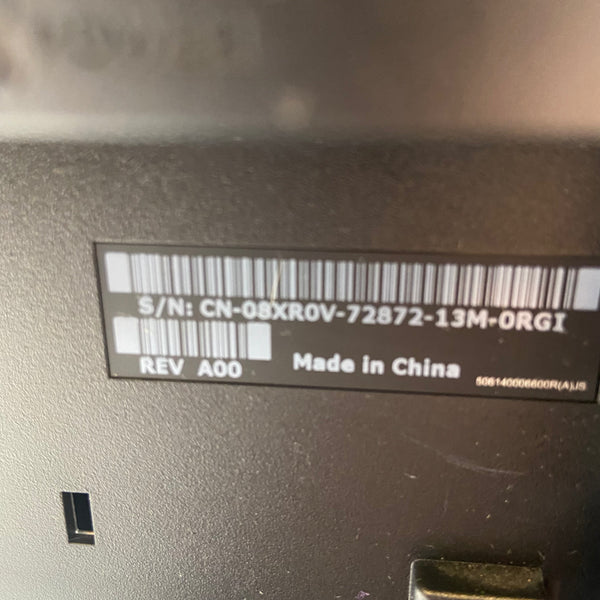 S/N: CN-08XR0V-72872-13M-0RGI
REV A00
Made in China
506140006600R(A)JS